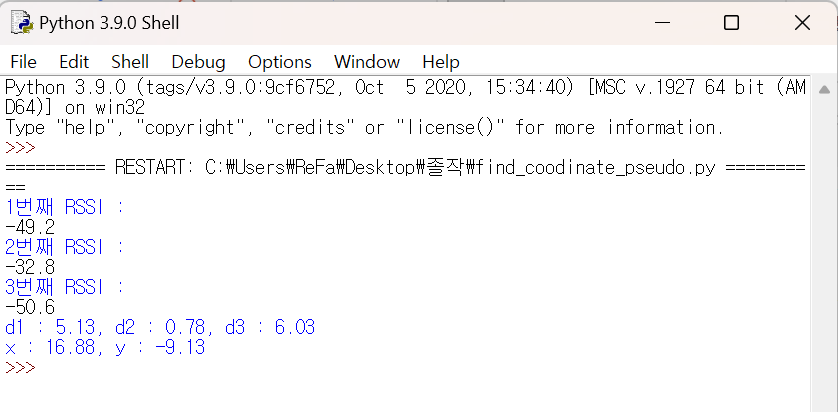 Python 3.9.0 Shell
File Edit Shell Debug Options Window Help
Python 3.9.0 (tags/v3.9.0:9cf6752, Oct  5 2020, 15:34:40) [MSC v.1927 64 bit (AM
D64)] on win32
Type "help", "copyright", "credits" or "license()" for more information.
>>>
========== RESTART: C:₩Users₩ReFa₩Desktop₩졸작₩find_coodinate_pseudo.py ========
==
1번째 RSSI :
-49.2
2번째 RSSI :
-32.8
3번째 RSSI :
-50.6
d1 : 5.13, d2 : 0.78, d3 : 6.03
x : 16.88, y : -9.13
>>>